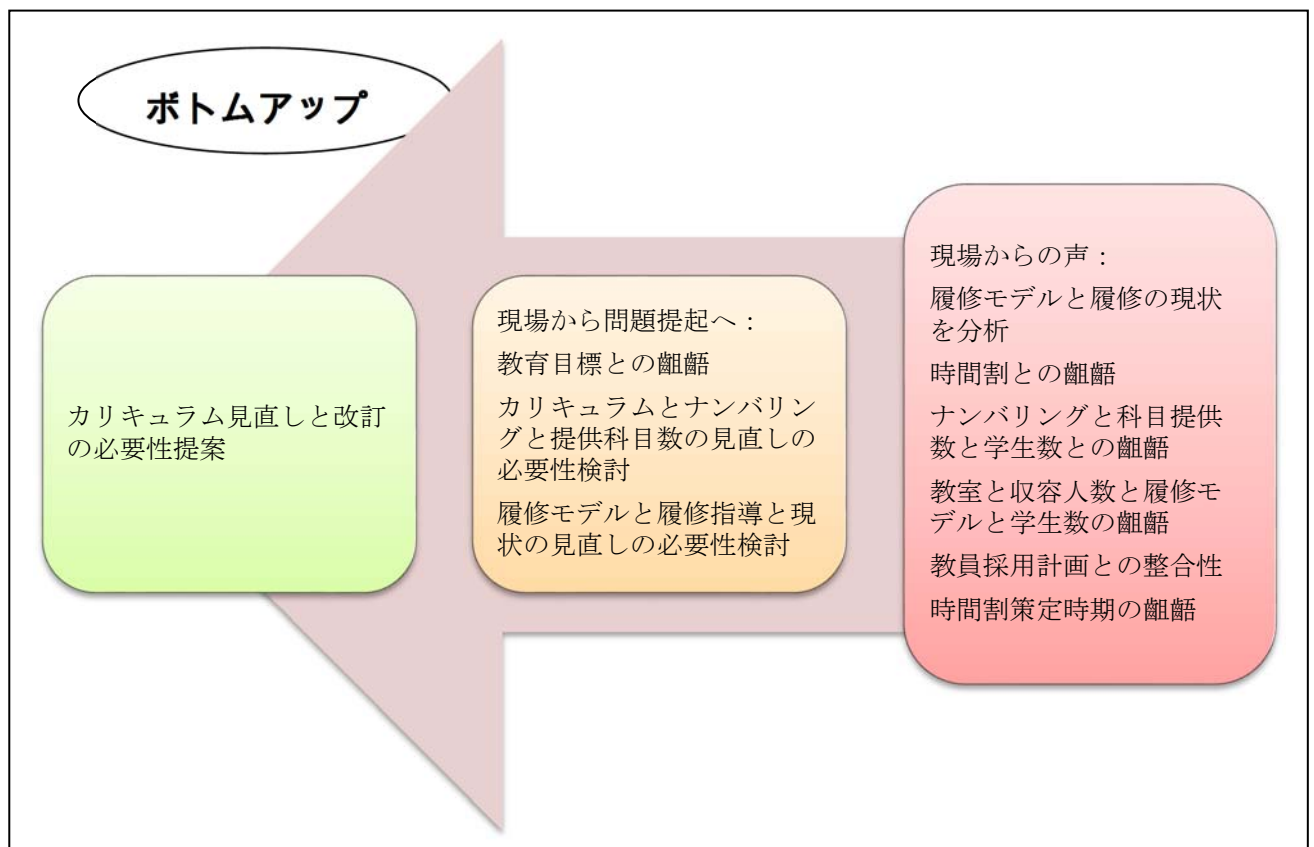 ボトムアップ
カリキュラム見直しと改訂
の必要性提案
現場から問題提起へ：
教育目標との齟齬
カリキュラムとナンバリン
グと提供科目数の見直しの
必要性検討
履修モデルと履修指導と現
状の見直しの必要性検討
現場からの声：
履修モデルと履修の現状
を分析
時間割との齟齬
ナンバリングと科目提供
数と学生数との齟齬
教室と収容人数と履修モ
デルと学生数の齟齬
教員採用計画との整合性
時間割策定時期の齟齬